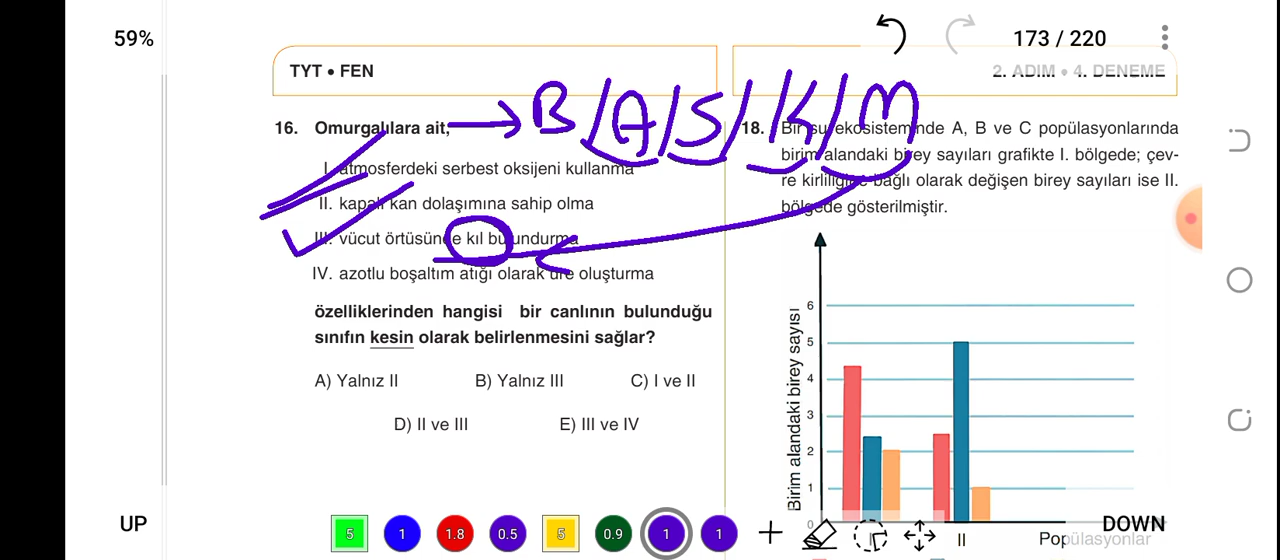 59%
173 / 220
TYT • FEN
2. ADIM • 4. DENEME
B/A/S/K/M
16. Omurgalılara ait;
I. atmosferdeki serbest oksijeni kullanma
II. kapalı kan dolaşımına sahip olma
III. vücut örtüsünde kıl bulundurma
IV. azotlu boşaltım atığı olarak üre oluşturma
özelliklerinden hangisi bir canlının bulunduğu
sınıfın kesin olarak belirlenmesini sağlar?
A) Yalnız II B) Yalnız III C) I ve II
D) II ve III E) III ve IV
18. Bir su ekosisteminde A, B ve C popülasyonlarında
birim alandaki birey sayıları grafikte I. bölgede; çev-
re kirliliğine bağlı olarak değişen birey sayıları ise II.
bölgede gösterilmiştir.
Birim alandaki birey sayısı
6
5
4
3
2
1
0
I II
Popülasyonlar
UP
5 1 1.8 0.5 5 0.9 1 1
DOWN